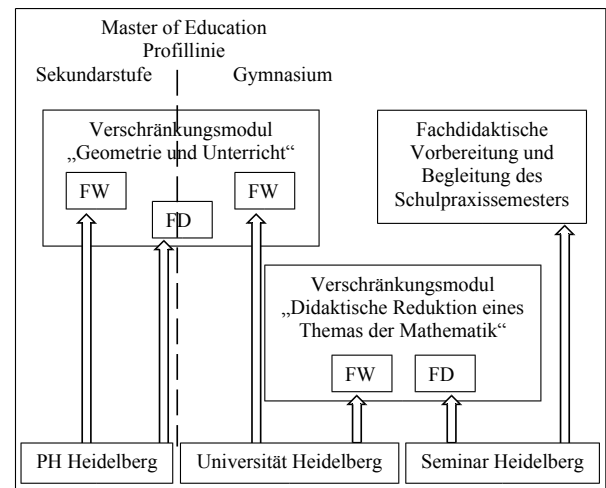 Master of Education
Profillinie
Sekundarstufe
Gymnasium
Verschränkungsmodul
„Geometrie und Unterricht“
FW
FW
FD
Fachdidaktische
Vorbereitung und
Begleitung des
Schulpraxissemesters
Verschränkungsmodul
„Didaktische Reduktion eines
Themas der Mathematik“
FW
FD
PH Heidelberg
Universität Heidelberg
Seminar Heidelberg